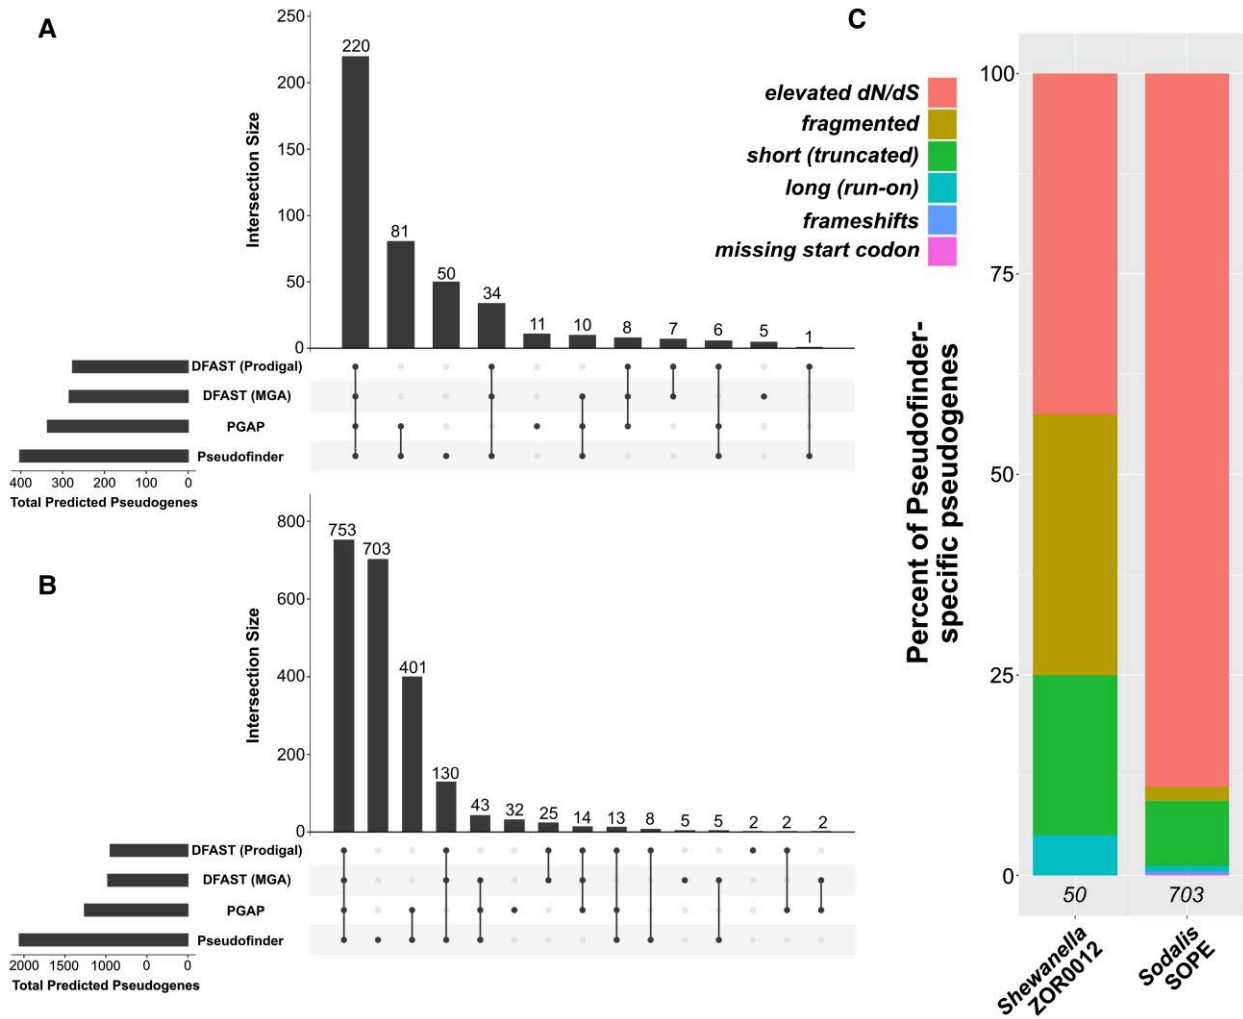 A
250
200
150
100
50
0
Intersection Size
220
81
50
34
11
10
8
7
6
5
1
DFAST (Prodigal)
DFAST (MGA)
PGAP
Pseudofinder
400 300 200 100 0
Total Predicted Pseudogenes
B
800
600
400
200
0
Intersection Size
753
703
401
130
43
32
25
14
13
8
5
5
2
2
2
DFAST (Prodigal)
DFAST (MGA)
PGAP
Pseudofinder
2000 1500 1000 0 0
Total Predicted Pseudogenes
C
elevated dN/dS
fragmented
short (truncated)
long (run-on)
frameshifts
missing start codon
Percent of Pseudofinder-
specific pseudogenes
100
75
50
25
0
50
703
Shewanella
ZOR0012
Sodalis
SOPE